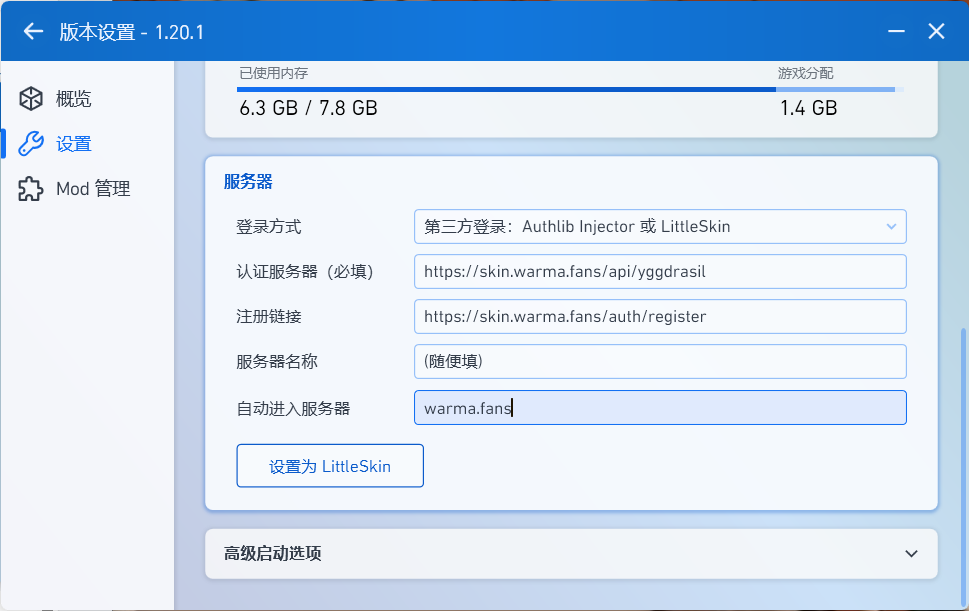 版本设置 - 1.20.1
概览
设置
Mod 管理
已使用内存
游戏分配
6.3 GB / 7.8 GB
1.4 GB
服务器
登录方式
第三方登录：Authlib Injector 或 LittleSkin
认证服务器（必填）
https://skin.warma.fans/api/yggdrasil
注册链接
https://skin.warma.fans/auth/register
服务器名称
(随便填)
自动进入服务器
warma.fans
设置为 LittleSkin
高级启动选项